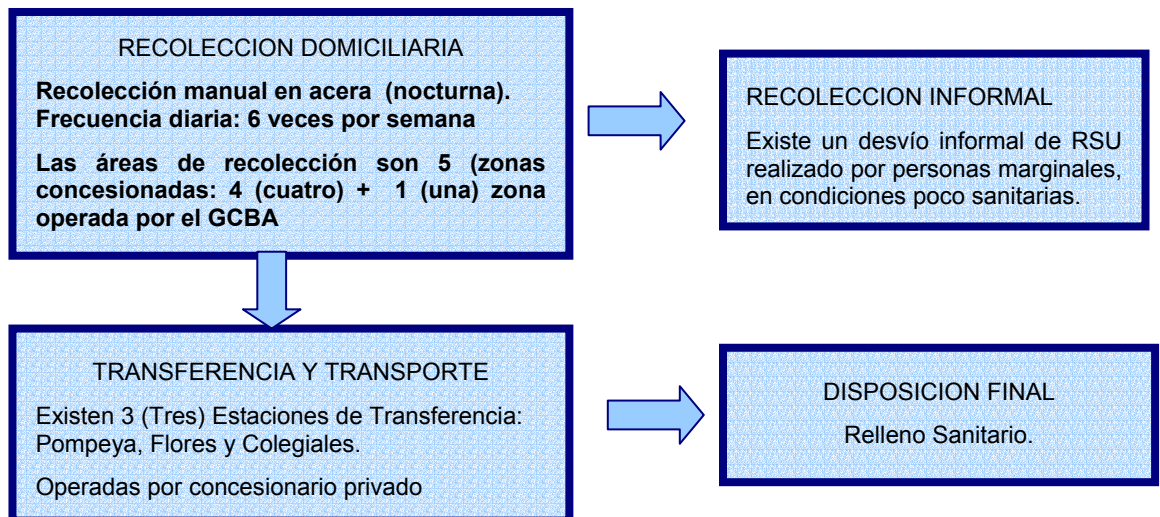 RECOLECCION DOMICILIARIA
Recolección manual en acera (nocturna).
Frecuencia diaria: 6 veces por semana
Las áreas de recolección son 5 (zonas
concesionadas: 4 (cuatro) + 1 (una) zona
operada por el GCBA
RECOLECCION INFORMAL
Existe un desvío informal de RSU
realizado por personas marginales,
en condiciones poco sanitarias.
TRANSFERENCIA Y TRANSPORTE
Existen 3 (Tres) Estaciones de Transferencia:
Pompeya, Flores y Colegiales.
Operadas por concesionario privado
DISPOSICION FINAL
Relleno Sanitario.